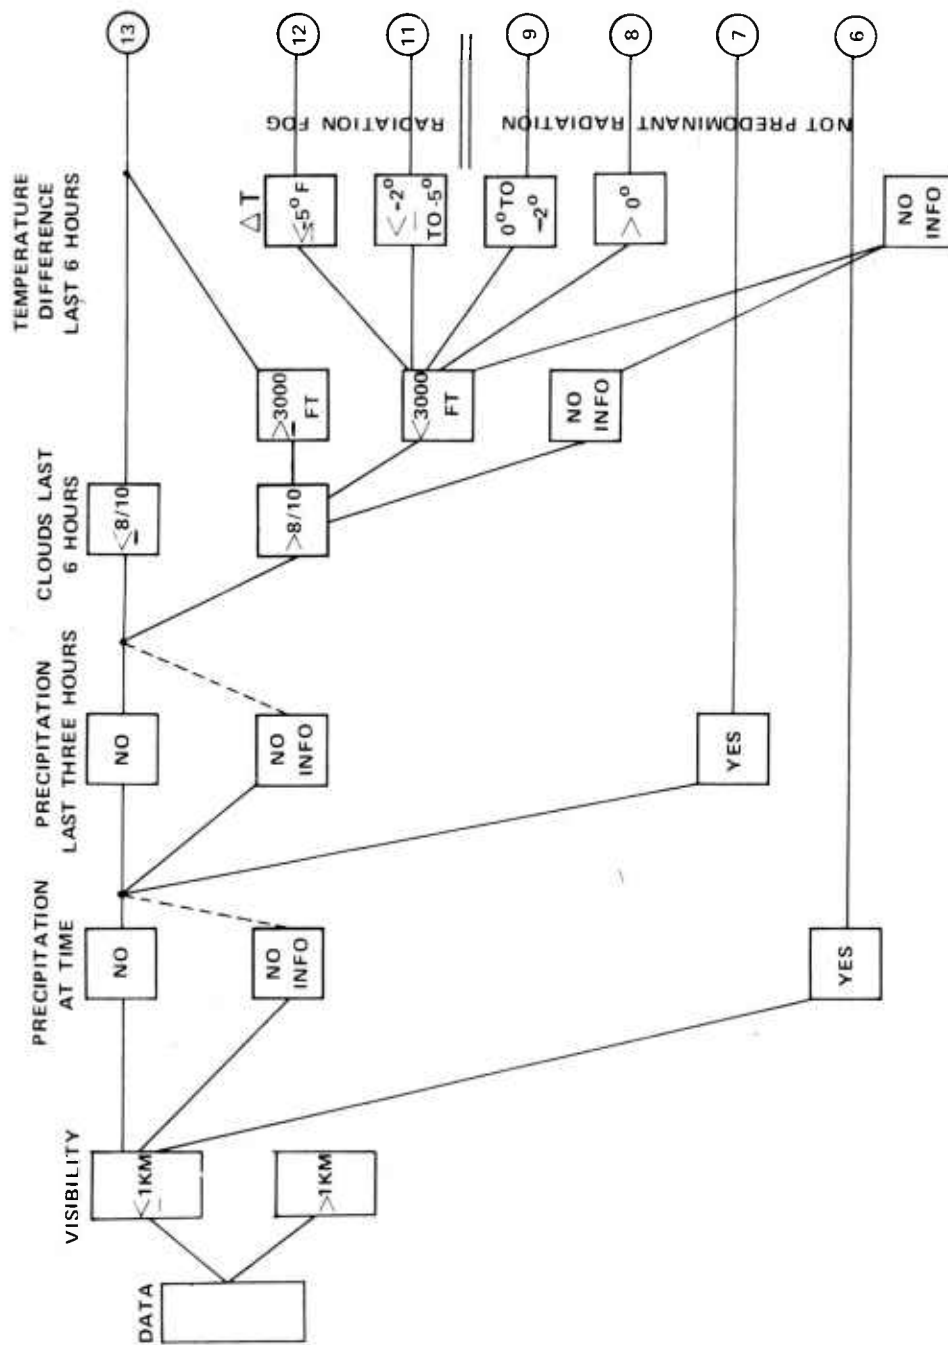 DATA
VISIBILITY
≤1KM
>1KM
PRECIPITATION
AT TIME
NO
NO
INFO
YES
PRECIPITATION
LAST THREE HOURS
NO
NO
INFO
YES
CLOUDS LAST
6 HOURS
≤8/10
>8/10
≥3000
FT
<3000
FT
NO
INFO
TEMPERATURE
DIFFERENCE
LAST 6 HOURS
△ T
≤-5° F
≤ -2°
TO -5°
0° TO
-2°
> 0°
NO
INFO
RADIATION FOG
NOT PREDOMINANT RADIATION
13
12
11
9
8
7
6